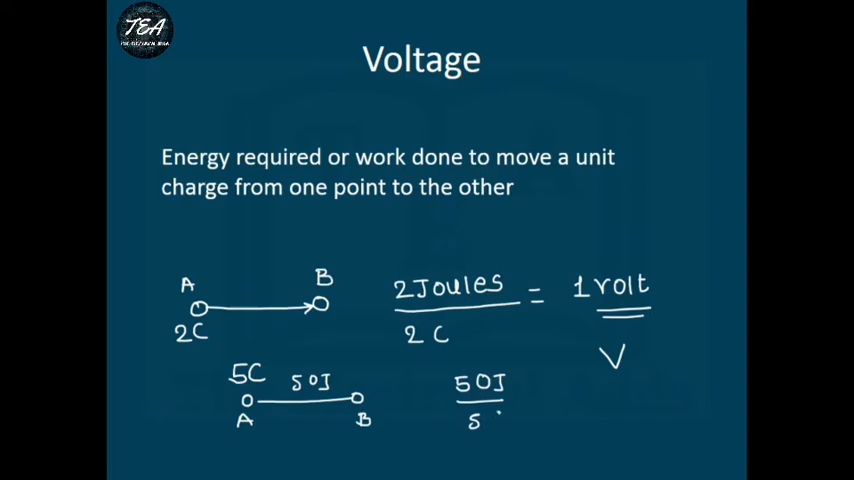 TEA
Voltage
Energy required or work done to move a unit
charge from one point to the other
A B
2C
2Joules
2 C
= 1 volt
V
5C 50J
A B
50J
5